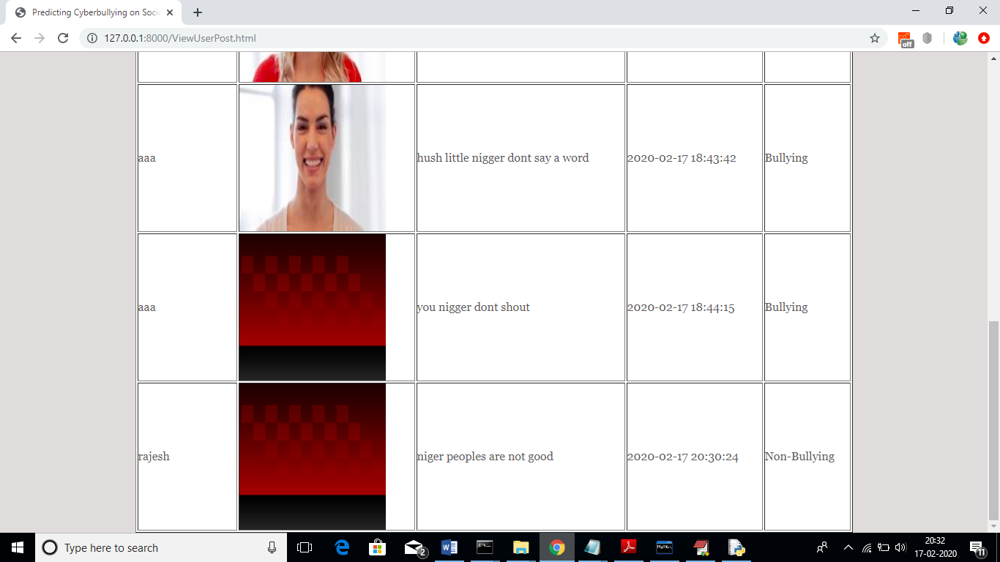 Predicting Cyberbullying on Socia
127.0.0.1:8000/ViewUserPost.html
off
aaa hush little nigger dont say a word 2020-02-17 18:43:42 Bullying
aaa you nigger dont shout 2020-02-17 18:44:15 Bullying
rajesh niger peoples are not good 2020-02-17 20:30:24 Non-Bullying
Type here to search
2
W
C:\.
MySQL
20:32
17-02-2020
11